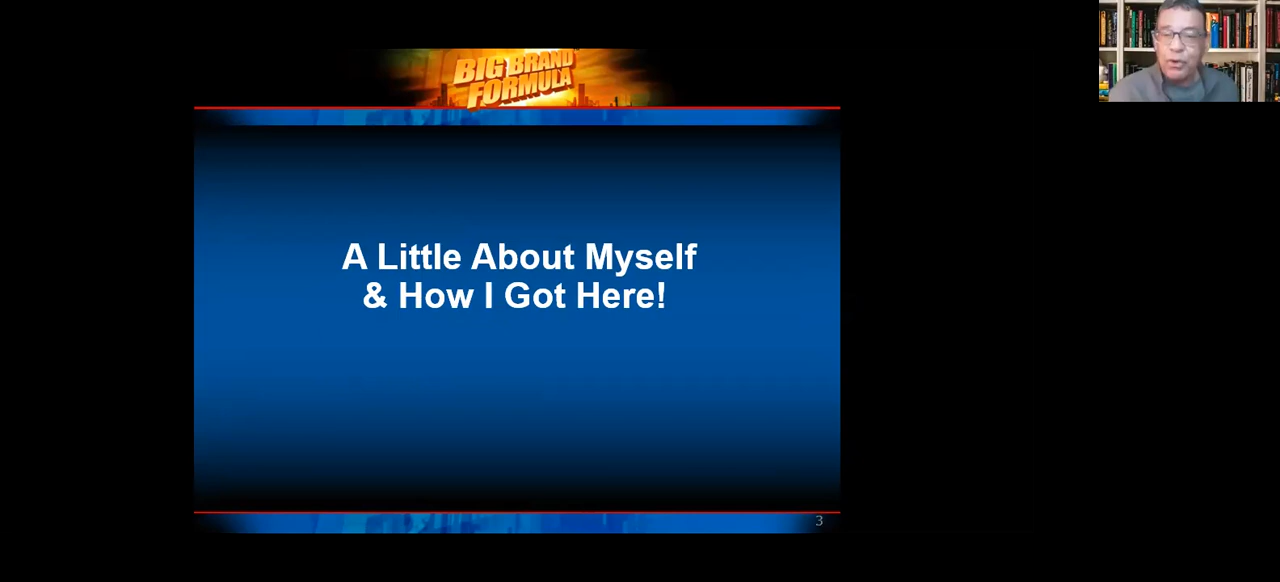 BIG BRAND
FORMULA
A Little About Myself
& How I Got Here!
3